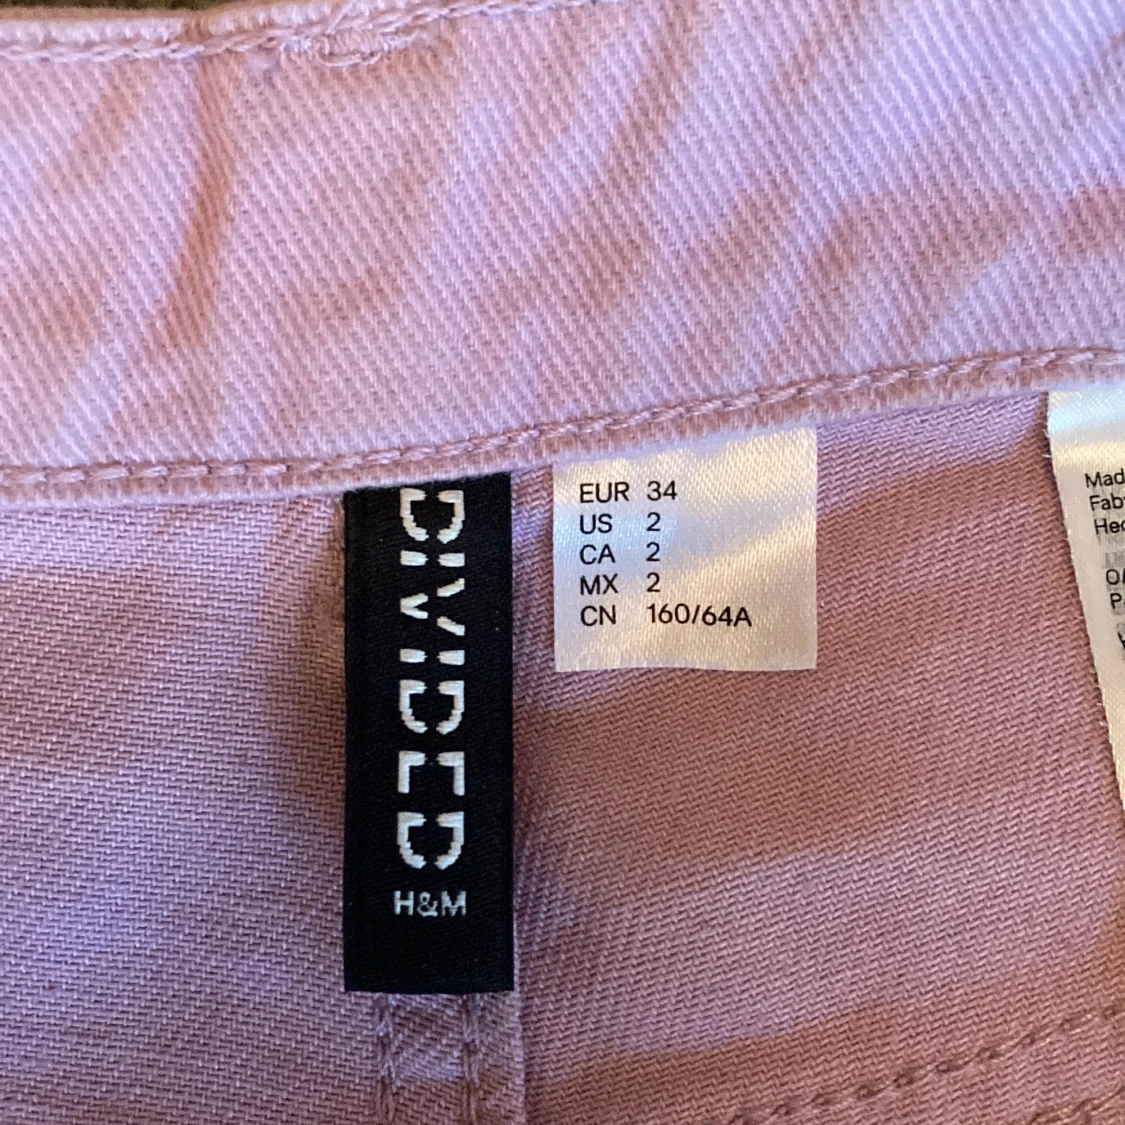 DIVIDED
H&M
EUR 34
US 2
CA 2
MX 2
CN 160/64A